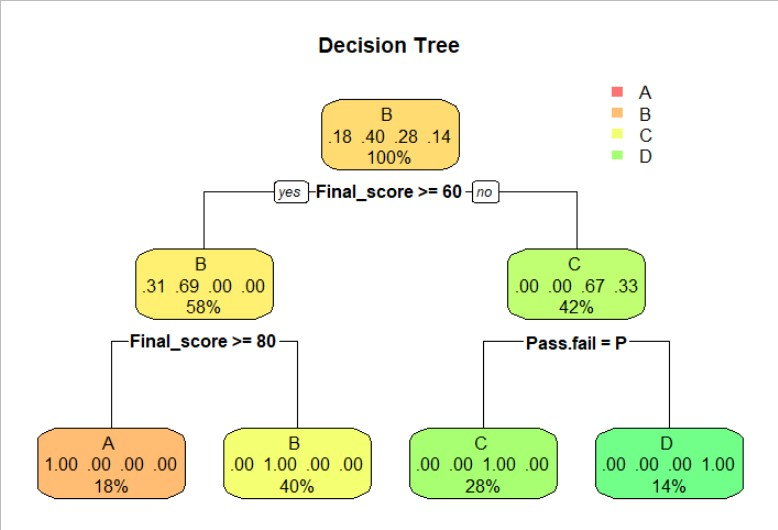 Decision Tree
A
B
C
D
B
.18 .40 .28 .14
100%
yes Final_score >= 60 no
B
.31 .69 .00 .00
58%
C
.00 .00 .67 .33
42%
Final_score >= 80
Pass.fail = P
A
1.00 .00 .00 .00
18%
B
.00 1.00 .00 .00
40%
C
.00 .00 1.00 .00
28%
D
.00 .00 .00 1.00
14%